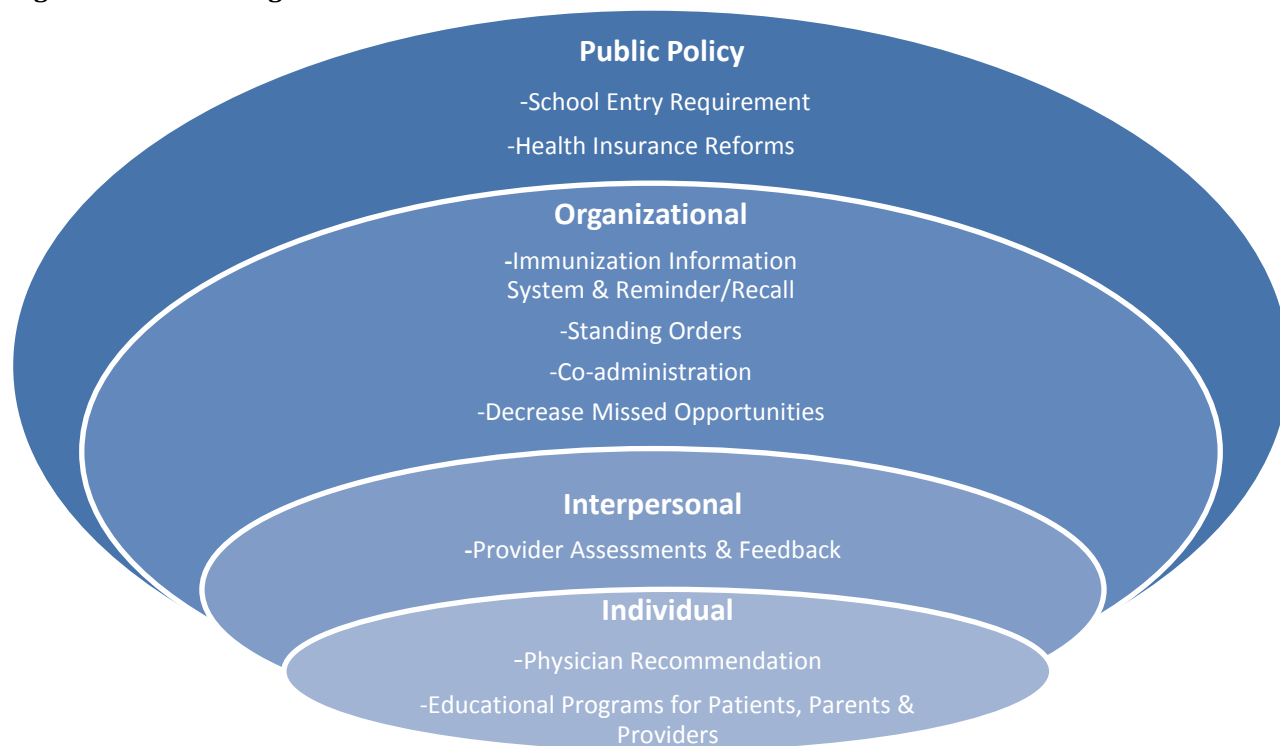 Public Policy
-School Entry Requirement
-Health Insurance Reforms
Organizational
-Immunization Information
System & Reminder/Recall
-Standing Orders
-Co-administration
-Decrease Missed Opportunities
Interpersonal
-Provider Assessments & Feedback
Individual
-Physician Recommendation
-Educational Programs for Patients, Parents &
Providers